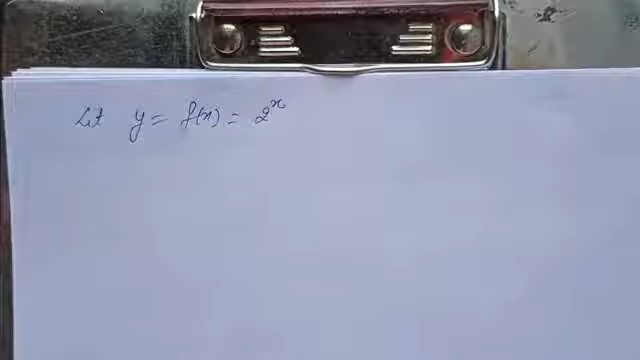 Let y = f(x) = 2^x